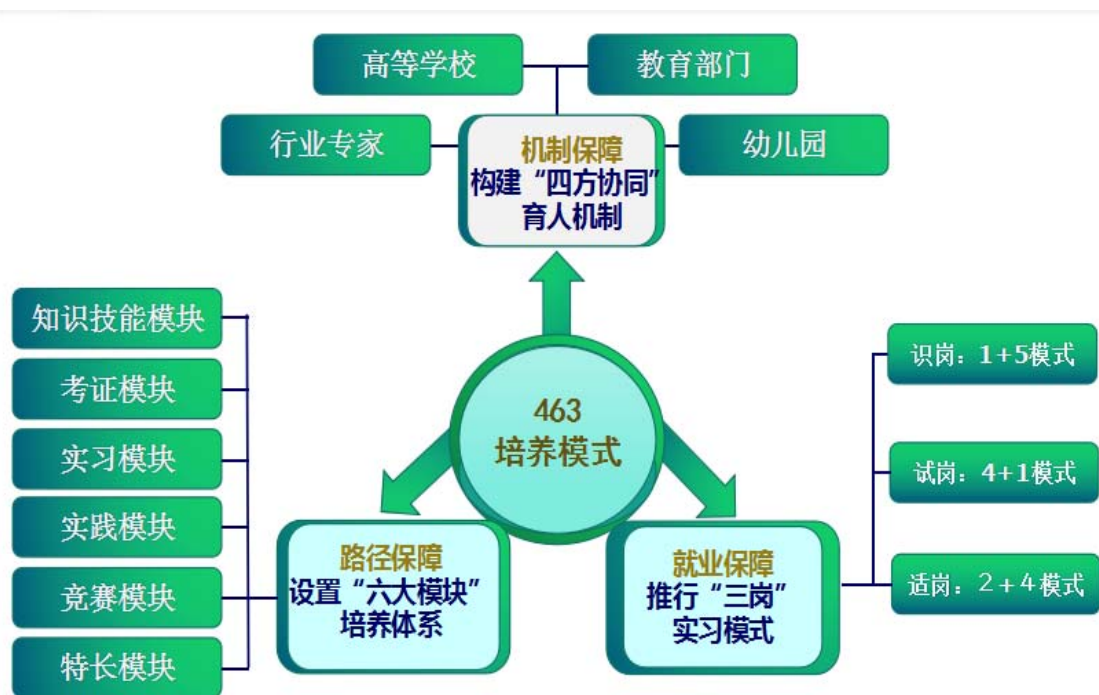 高等学校
教育部门
行业专家
机制保障
构建“四方协同”
育人机制
幼儿园
知识技能模块
考证模块
实习模块
实践模块
竞赛模块
特长模块
463
培养模式
路径保障
设置“六大模块”
培养体系
就业保障
推行“三岗”
实习模式
识岗：1+5模式
试岗：4+1模式
适岗：2+4模式